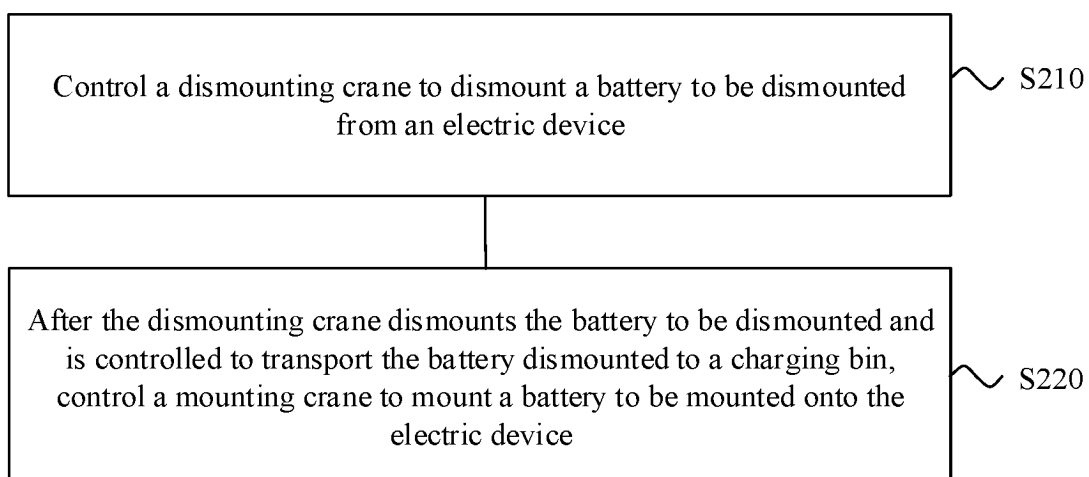 Control a dismounting crane to dismount a battery to be dismounted
from an electric device
S210
After the dismounting crane dismounts the battery to be dismounted and
is controlled to transport the battery dismounted to a charging bin,
control a mounting crane to mount a battery to be mounted onto the
electric device
S220